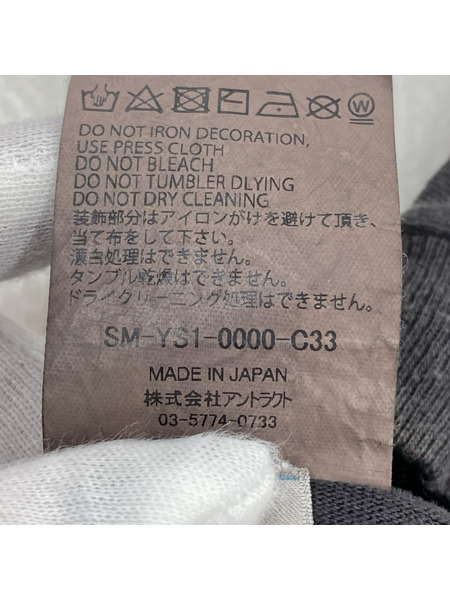 DO NOT IRON DECORATION,
USE PRESS CLOTH
DO NOT BLEACH
DO NOT TUMBLER DLYING
DO NOT DRY CLEANING
装飾部分はアイロンがけを避けて頂き、
当て布をして下さい。
漂白処理はできません。
タンブル乾燥はできません。
ドライクリーニング処理はできません。
SM-YS1-0000-C33
MADE IN JAPAN
株式会社アントラクト
03-5774-0733